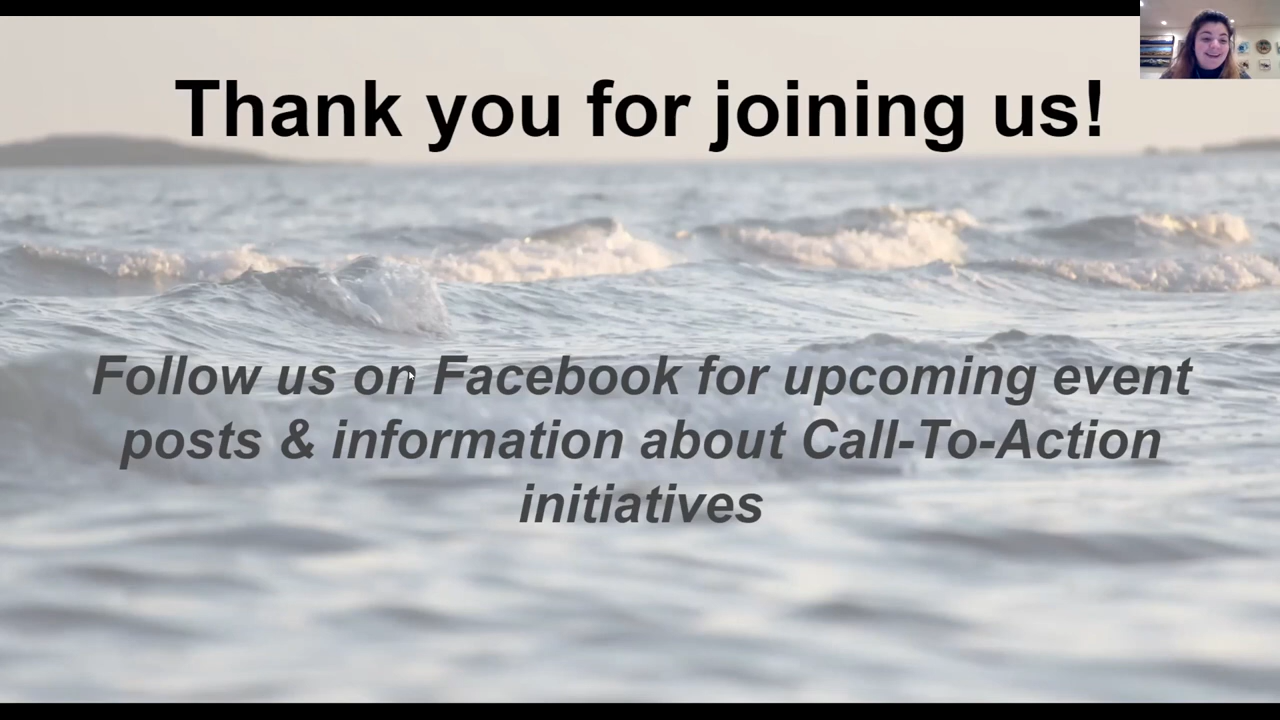 Thank you for joining us!
Follow us on Facebook for upcoming event
posts & information about Call-To-Action
initiatives